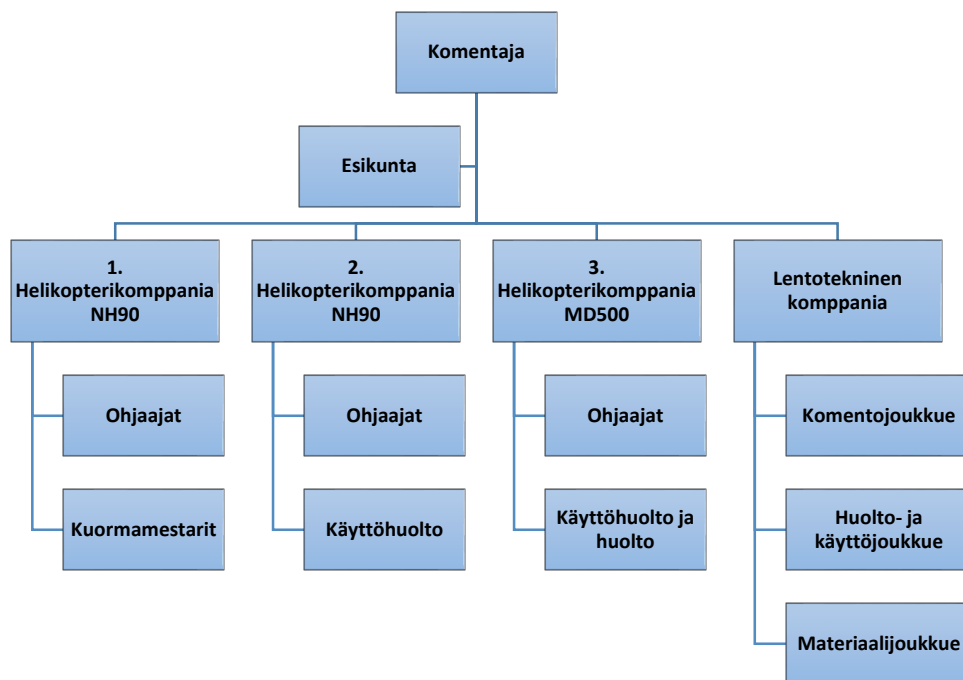 Komentaja
Esikunta
1.
Helikopterikomppania
NH90
2.
Helikopterikomppania
NH90
3.
Helikopterikomppania
MD500
Lentotekninen
komppania
Ohjaajat
Ohjaajat
Ohjaajat
Komentojoukkue
Kuormamestarit
Käyttöhuolto
Käyttöhuolto ja
huolto
Huolto- ja
käyttöjoukkue
Materiaalijoukkue